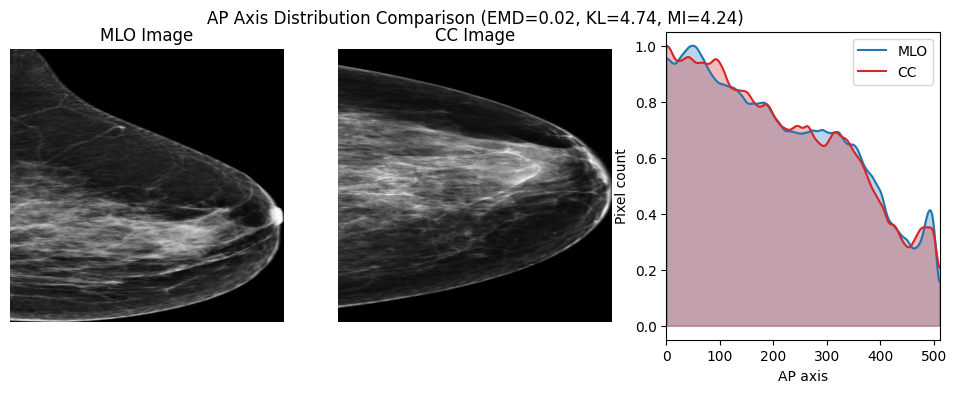 AP Axis Distribution Comparison (EMD=0.02, KL=4.74, MI=4.24)
MLO Image
CC Image
MLO
CC
Pixel count
1.0
0.8
0.6
0.4
0.2
0.0
0 100 200 300 400 500
AP axis